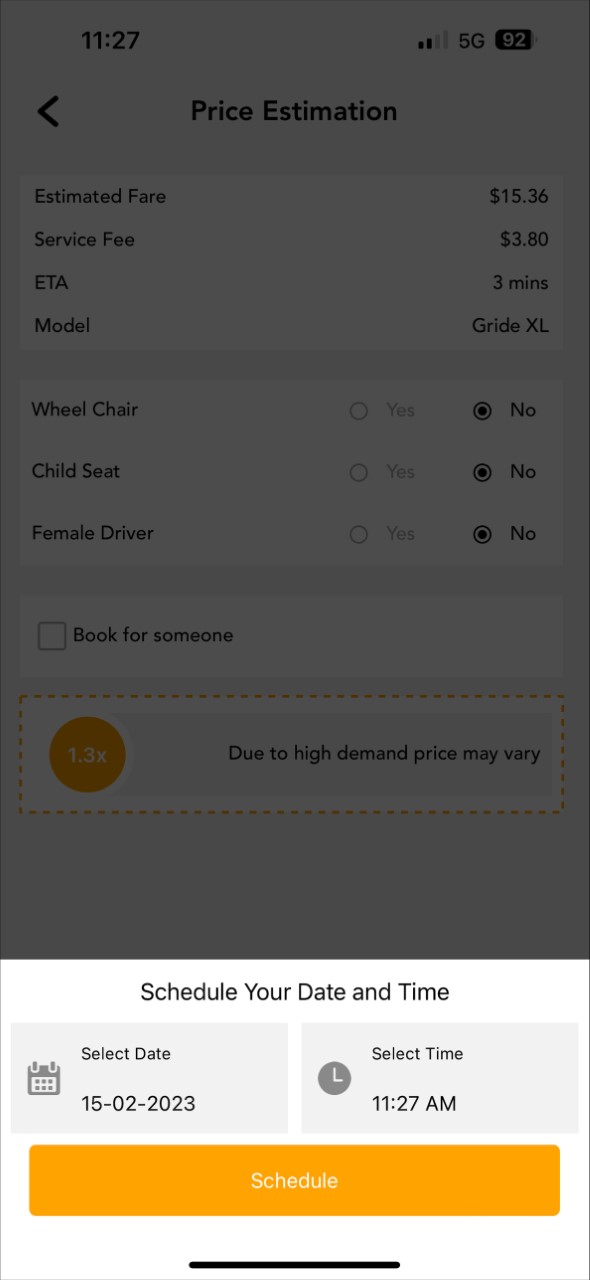 11:27 5G 92
Price Estimation
Estimated Fare $15.36
Service Fee $3.80
ETA 3 mins
Model Gride XL
Wheel Chair Yes No
Child Seat Yes No
Female Driver Yes No
Book for someone
1.3x Due to high demand price may vary
Schedule Your Date and Time
Select Date Select Time
15-02-2023 11:27 AM
Schedule